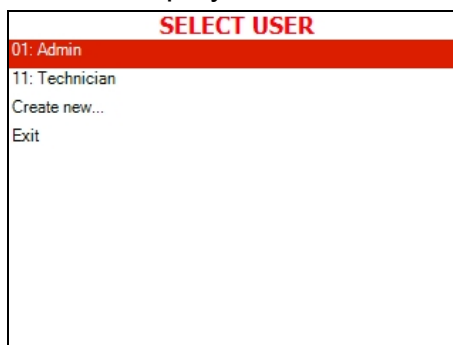 SELECT USER
01: Admin
11: Technician
Create new...
Exit